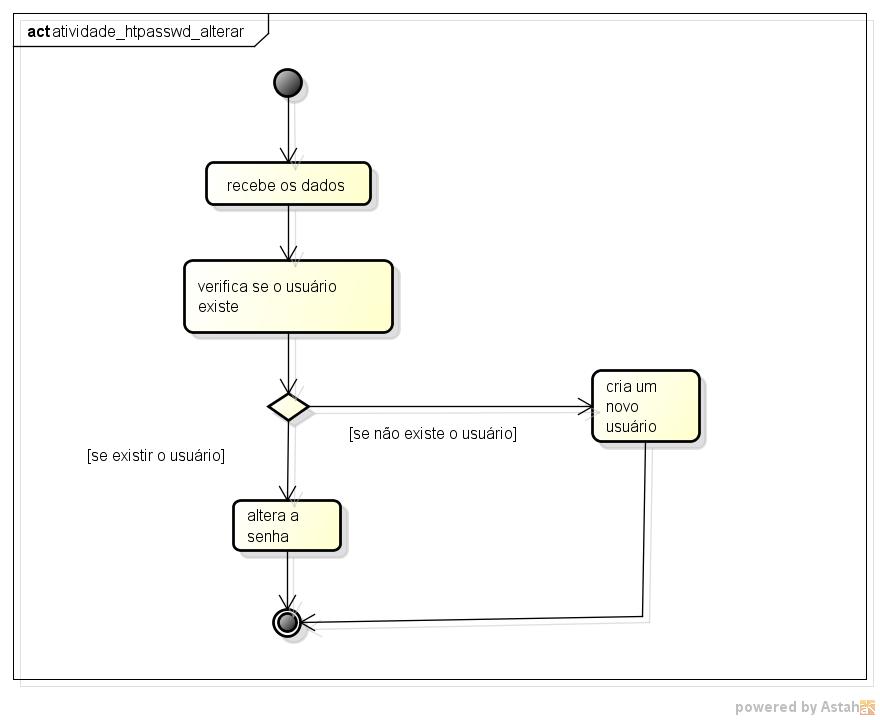 act atividade_htpasswd_alterar
recebe os dados
verifica se o usuário
existe
cria um
novo
usuário
[se não existe o usuário]
[se existir o usuário]
altera a
senha
powered by Astah